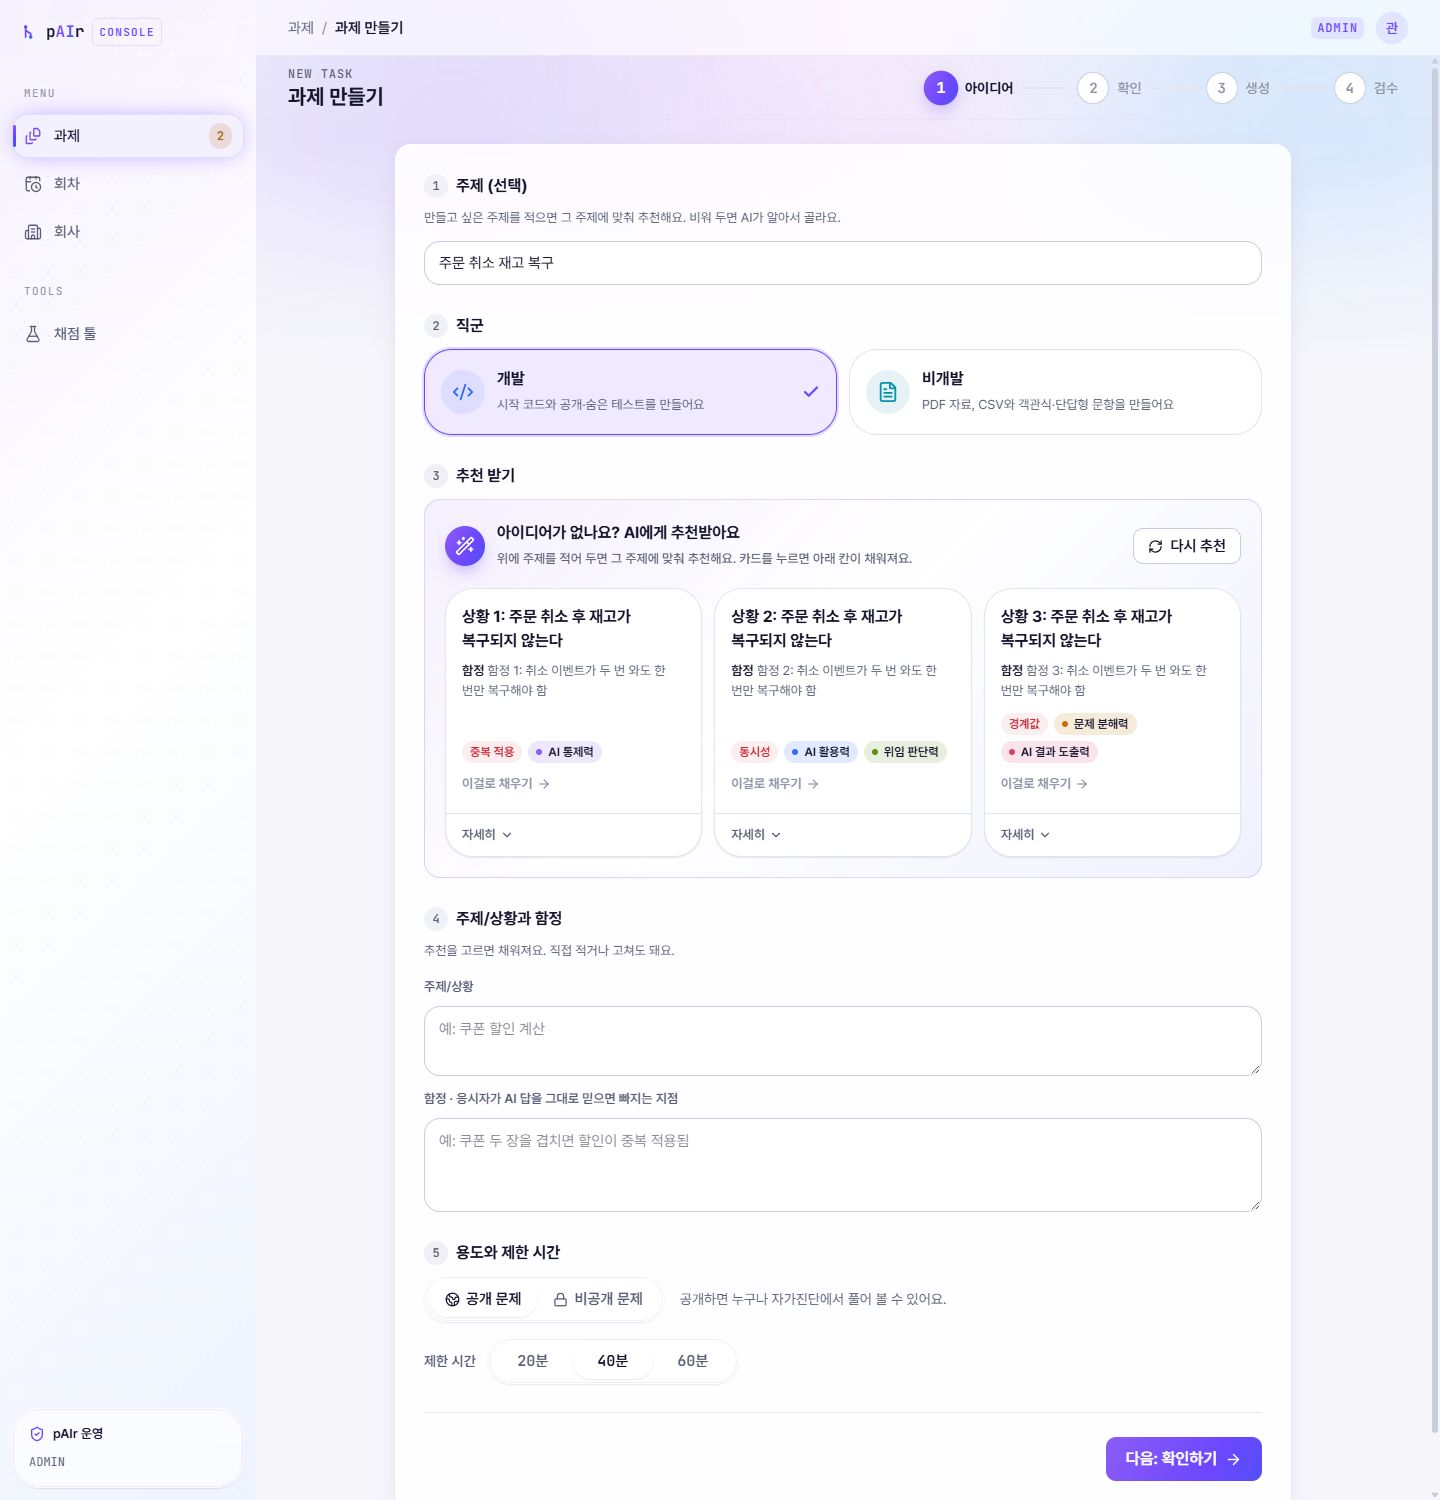 pAIr CONSOLE
MENU
과제 2
회차
회사
TOOLS
채점 툴
pAIr 운영
ADMIN
과제 / 과제 만들기
ADMIN 관
NEW TASK
과제 만들기
1 아이디어 2 확인 3 생성 4 검수
1 주제 (선택)
만들고 싶은 주제를 적으면 그 주제에 맞춰 추천해요. 비워 두면 AI가 알아서 골라요.
주문 취소 재고 복구
2 직군
개발
시작 코드와 공개·숨은 테스트를 만들어요
비개발
PDF 자료, CSV와 객관식·단답형 문항을 만들어요
3 추천 받기
아이디어가 없나요? AI에게 추천받아요
위에 주제를 적어 두면 그 주제에 맞춰 추천해요. 카드를 누르면 아래 칸이 채워져요.
다시 추천
상황 1: 주문 취소 후 재고가
복구되지 않는다
함정 함정 1: 취소 이벤트가 두 번 와도 한
번만 복구해야 함
중복 적용 AI 통제력
이걸로 채우기
자세히
상황 2: 주문 취소 후 재고가
복구되지 않는다
함정 함정 2: 취소 이벤트가 두 번 와도 한
번만 복구해야 함
동시성 AI 활용력 위임 판단력
이걸로 채우기
자세히
상황 3: 주문 취소 후 재고가
복구되지 않는다
함정 함정 3: 취소 이벤트가 두 번 와도 한
번만 복구해야 함
경계값 문제 분해력
AI 결과 도출력
이걸로 채우기
자세히
4 주제/상황과 함정
추천을 고르면 채워져요. 직접 적거나 고쳐도 돼요.
주제/상황
예: 쿠폰 할인 계산
함정 · 응시자가 AI 답을 그대로 믿으면 빠지는 지점
예: 쿠폰 두 장을 겹치면 할인이 중복 적용됨
5 용도와 제한 시간
공개 문제 비공개 문제 공개하면 누구나 자가진단에서 풀어 볼 수 있어요.
제한 시간 20분 40분 60분
다음: 확인하기